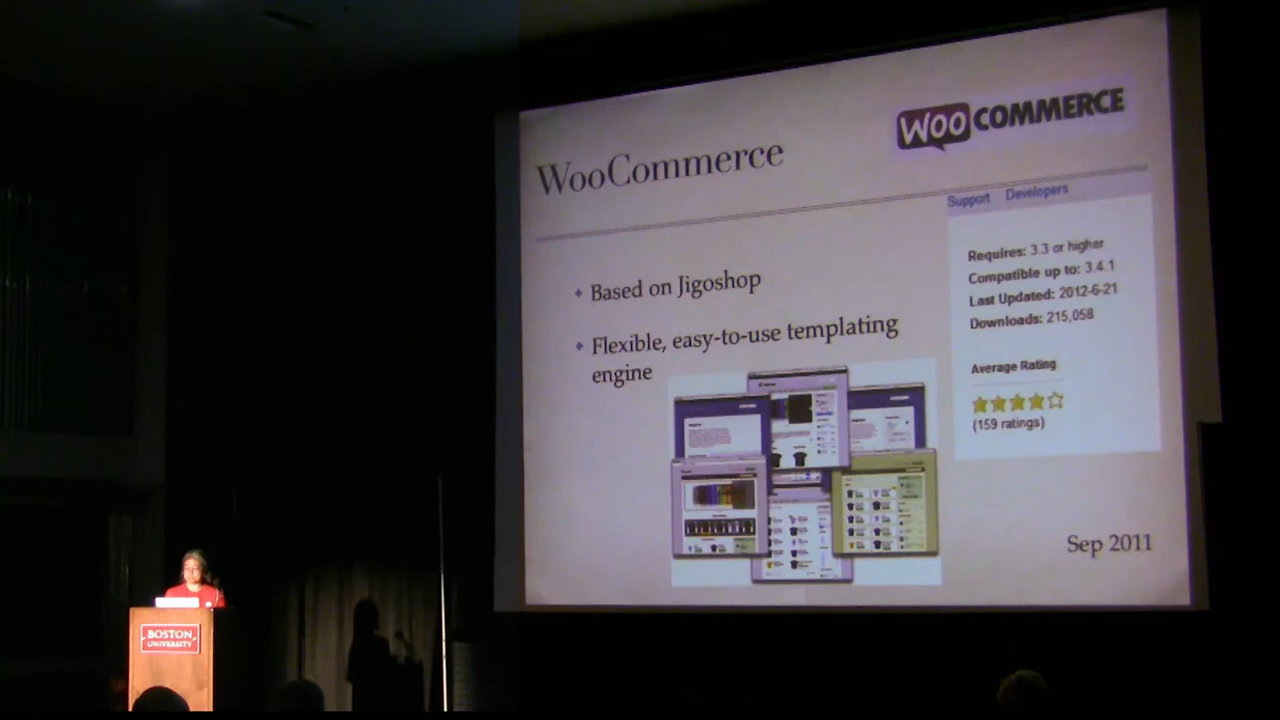 WOO COMMERCE
WooCommerce
Support Developers
Based on Jigoshop
Flexible, easy-to-use templating
engine
Requires: 3.3 or higher
Compatible up to: 3.4.1
Last Updated: 2012-6-21
Downloads: 215,058
Average Rating
(159 ratings)
Sep 2011
BOSTON
UNIVERSITY